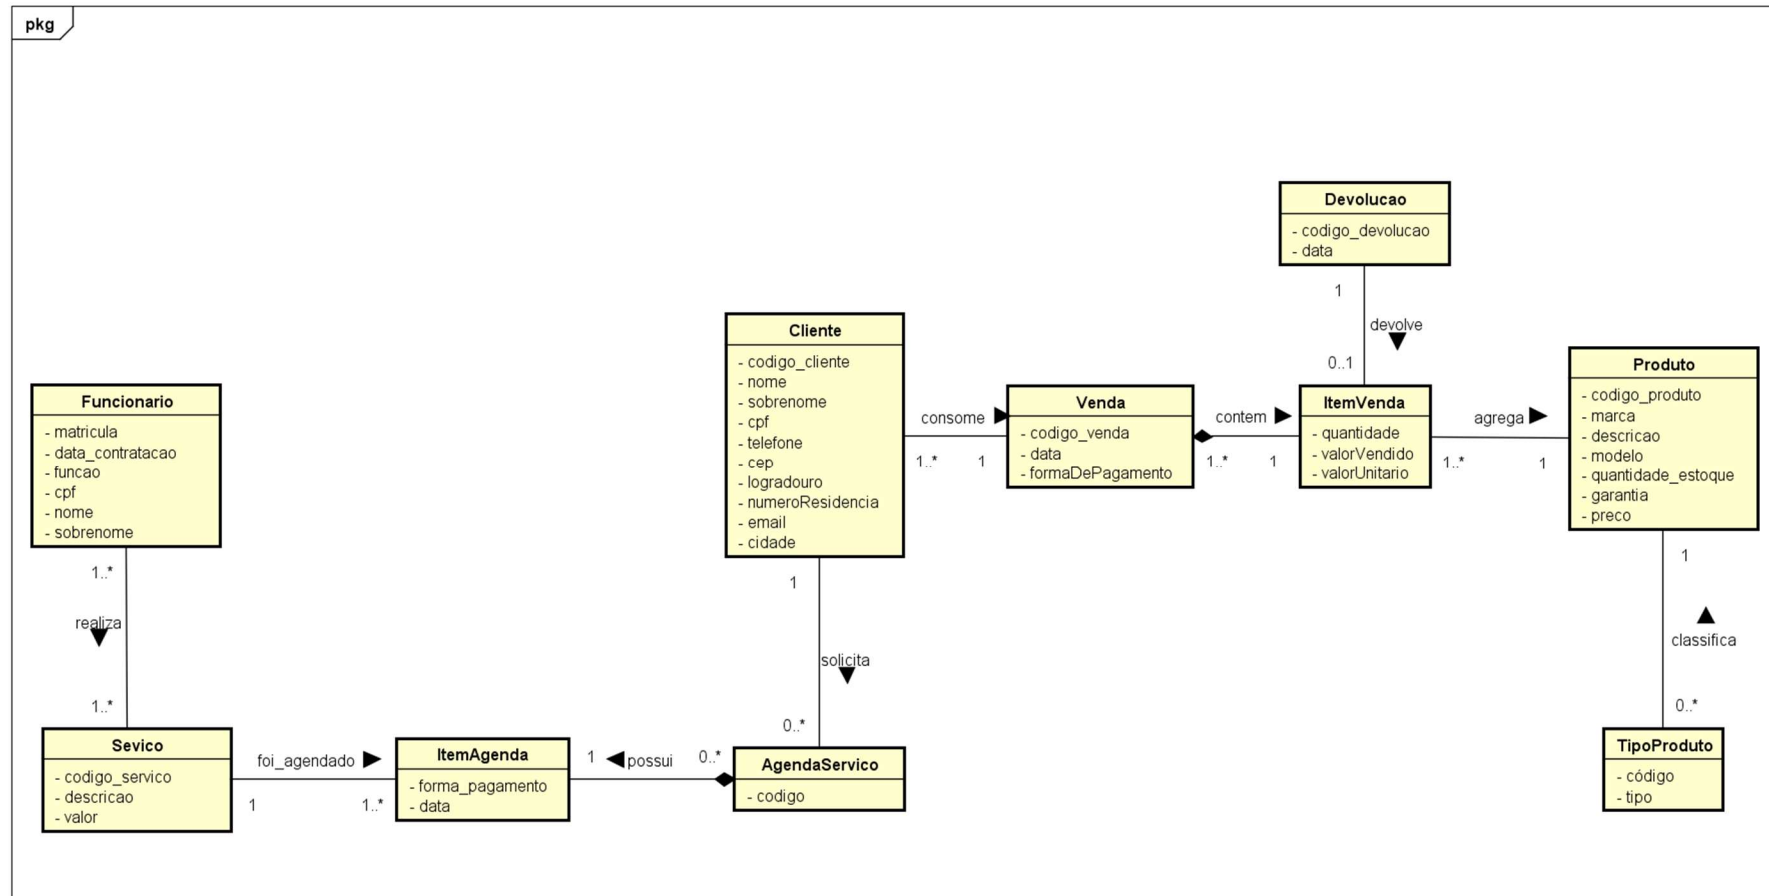 pkg
Devolucao
- codigo_devolucao
- data
1
devolve
0..1
Cliente
- codigo_cliente
- nome
- sobrenome
- cpf
- telefone
- cep
- logradouro
- numeroResidencia
- email
- cidade
consome
1..*
1
Venda
- codigo_venda
- data
- formaDePagamento
contem
1..*
1
ItemVenda
- quantidade
- valorVendido
- valorUnitario
agrega
1..*
1
Produto
- codigo_produto
- marca
- descricao
- modelo
- quantidade_estoque
- garantia
- preco
Funcionario
- matricula
- data_contratacao
- funcao
- cpf
- nome
- sobrenome
1..*
realiza
1..*
1
solicita
0..*
1
classifica
0..*
Sevico
- codigo_servico
- descricao
- valor
foi_agendado
1
1..*
ItemAgenda
- forma_pagamento
- data
1
possui
0..*
AgendaServico
- codigo
TipoProduto
- código
- tipo